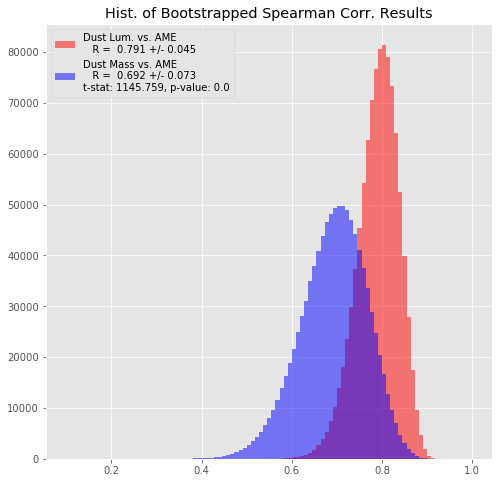 Hist. of Bootstrapped Spearman Corr. Results
Dust Lum. vs. AME
R = 0.791 +/- 0.045
Dust Mass vs. AME
R = 0.692 +/- 0.073
t-stat: 1145.759, p-value: 0.0
80000
70000
60000
50000
40000
30000
20000
10000
0
0.2 0.4 0.6 0.8 1.0